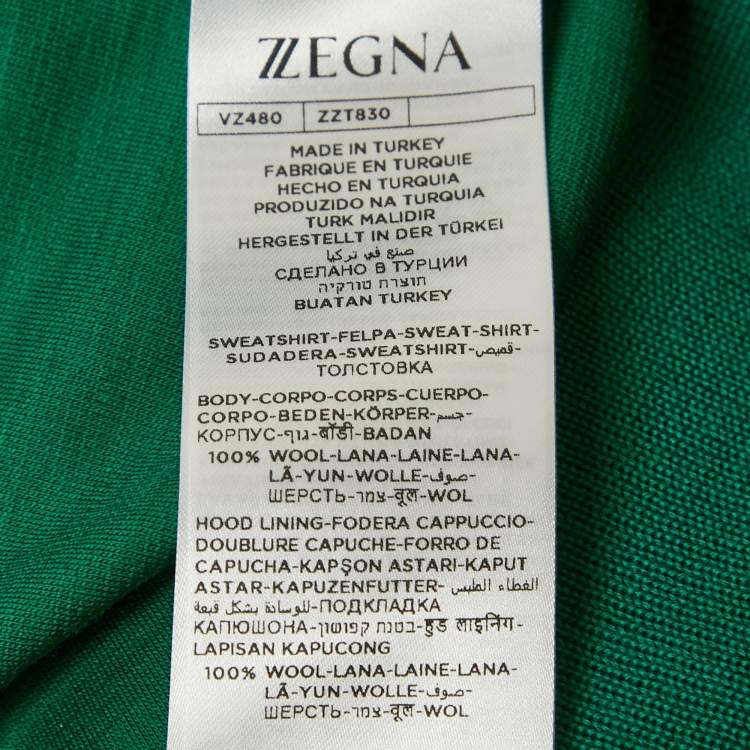 ZZEGNA
VZ480 ZZT830
MADE IN TURKEY
FABRIQUE EN TURQUIE
HECHO EN TURQUIA
PRODUZIDO NA TURQUIA
TURK MALIDIR
HERGESTELLT IN DER TÜRKEI
صنع في تركيا
СДЕЛАНО В ТУРЦИИ
תוצרת טורקיה
BUATAN TURKEY
SWEATSHIRT-FELPA-SWEAT-SHIRT-
SUDADERA-SWEATSHIRT-قميص-
ТОЛСТОВКА
BODY-CORPO-CORPS-CUERPO-
CORPO-BEDEN-KÖRPER-جسم-
КОРПУС-גוף-बॉडी-BADAN
100% WOOL-LANA-LAINE-LANA-
LÃ-YUN-WOLLE-صوف-
ШЕРСТЬ-צמר-वूल-WOL
HOOD LINING-FODERA CAPPUCCIO-
DOUBLURE CAPUCHE-FORRO DE
CAPUCHA-KAPŞON ASTARI-KAPUT
ASTAR-KAPUZENFUTTER-الغطاء الطبس
للوسادة بشكل قبعة-ПОДКЛАДКА
КАПЮШОНА-בטנת קפושון-हुड लाइनिंग-
LAPISAN KAPUCONG
100% WOOL-LANA-LAINE-LANA-
LÃ-YUN-WOLLE-صوف-
ШЕРСТЬ-צמר-वूल-WOL